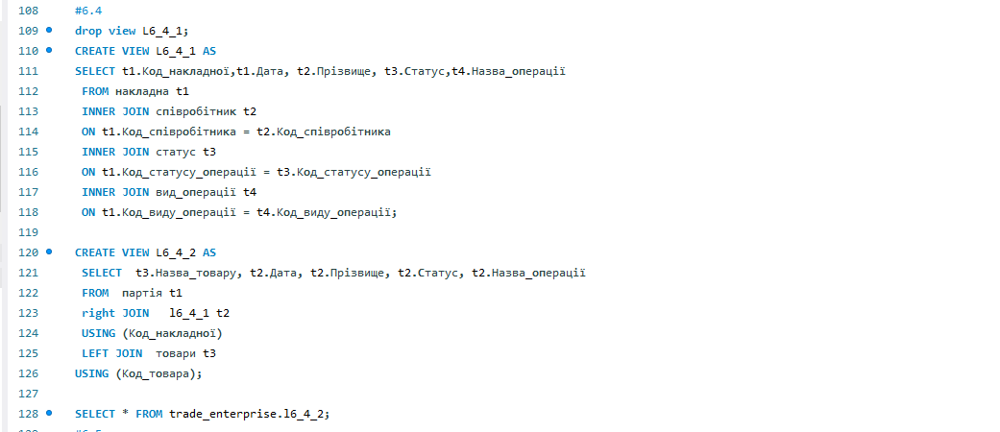 108 #6.4
109 drop view L6_4_1;
110 CREATE VIEW L6_4_1 AS
111 SELECT t1.Код_накладної,t1.Дата, t2.Прізвище, t3.Статус,t4.Назва_операції
112 FROM накладна t1
113 INNER JOIN співробітник t2
114 ON t1.Код_співробітника = t2.Код_співробітника
115 INNER JOIN статус t3
116 ON t1.Код_статусу_операції = t3.Код_статусу_операції
117 INNER JOIN вид_операції t4
118 ON t1.Код_виду_операції = t4.Код_виду_операції;
119
120 CREATE VIEW L6_4_2 AS
121 SELECT t3.Назва_товару, t2.Дата, t2.Прізвище, t2.Статус, t2.Назва_операції
122 FROM партія t1
123 right JOIN l6_4_1 t2
124 USING (Код_накладної)
125 LEFT JOIN товари t3
126 USING (Код_товара);
127
128 SELECT * FROM trade_enterprise.l6_4_2;